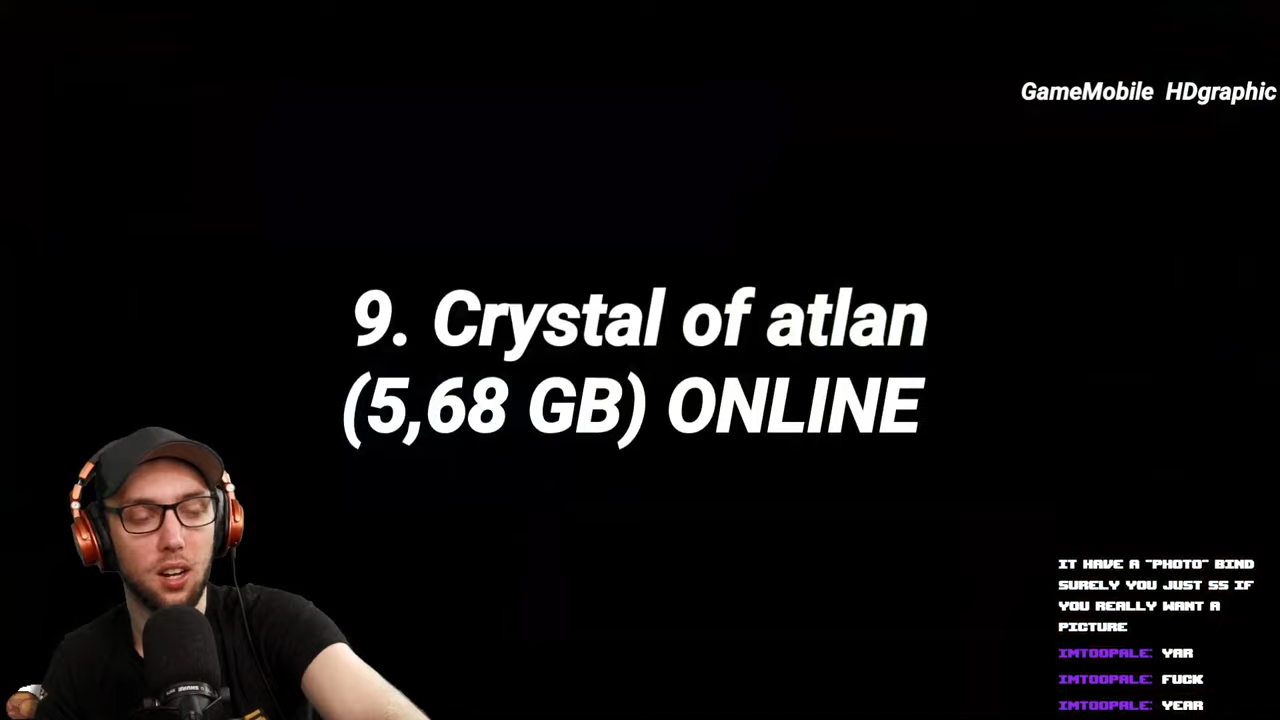 GameMobile HDgraphic
9. Crystal of atlan
(5,68 GB) ONLINE
IT HAVE A "PHOTO" BIND
SURELY YOU JUST SS IF
YOU REALLY WANT A
PICTURE
IMTOOPALE: YAR
IMTOOPALE: FUCK
IMTOOPALE: YEAR